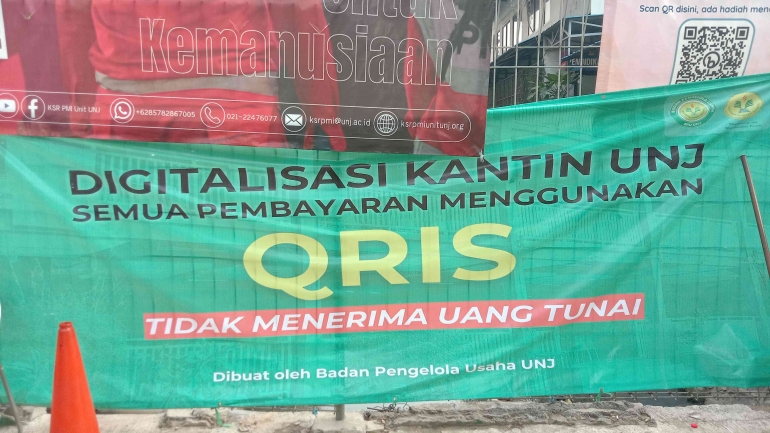 untuk
Kemanusiaan
KSR PMI Unit UNJ
+6285782867005
021-22476077
ksrpmi@unj.ac.id
ksrpmiunitunj.org
Scan QR disini, ada hadiah
DIGITALISASI KANTIN UNJ
SEMUA PEMBAYARAN MENGGUNAKAN
QRIS
TIDAK MENERIMA UANG TUNAI
Dibuat oleh Badan Pengelola Usaha UNJ